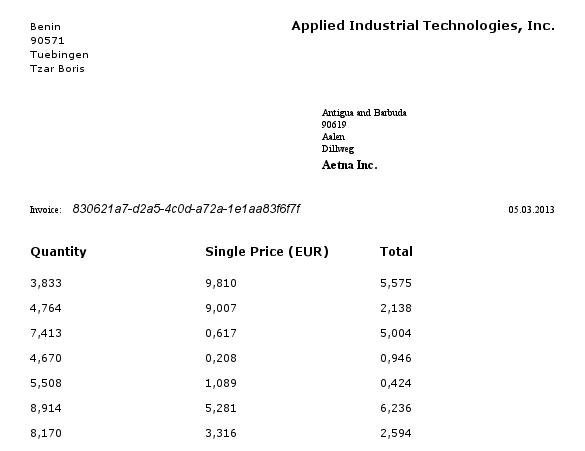 Benin
90571
Tuebingen
Tzar Boris
Applied Industrial Technologies, Inc.
Antigua and Barbuda
90619
Aalen
Dillweg
Aetna Inc.
Invoice: 830621a7-d2a5-4c0d-a72a-1e1aa83f6f7f 05.03.2013
Quantity Single Price (EUR) Total
3,833 9,810 5,575
4,764 9,007 2,138
7,413 0,617 5,004
4,670 0,208 0,946
5,508 1,089 0,424
8,914 5,281 6,236
8,170 3,316 2,594